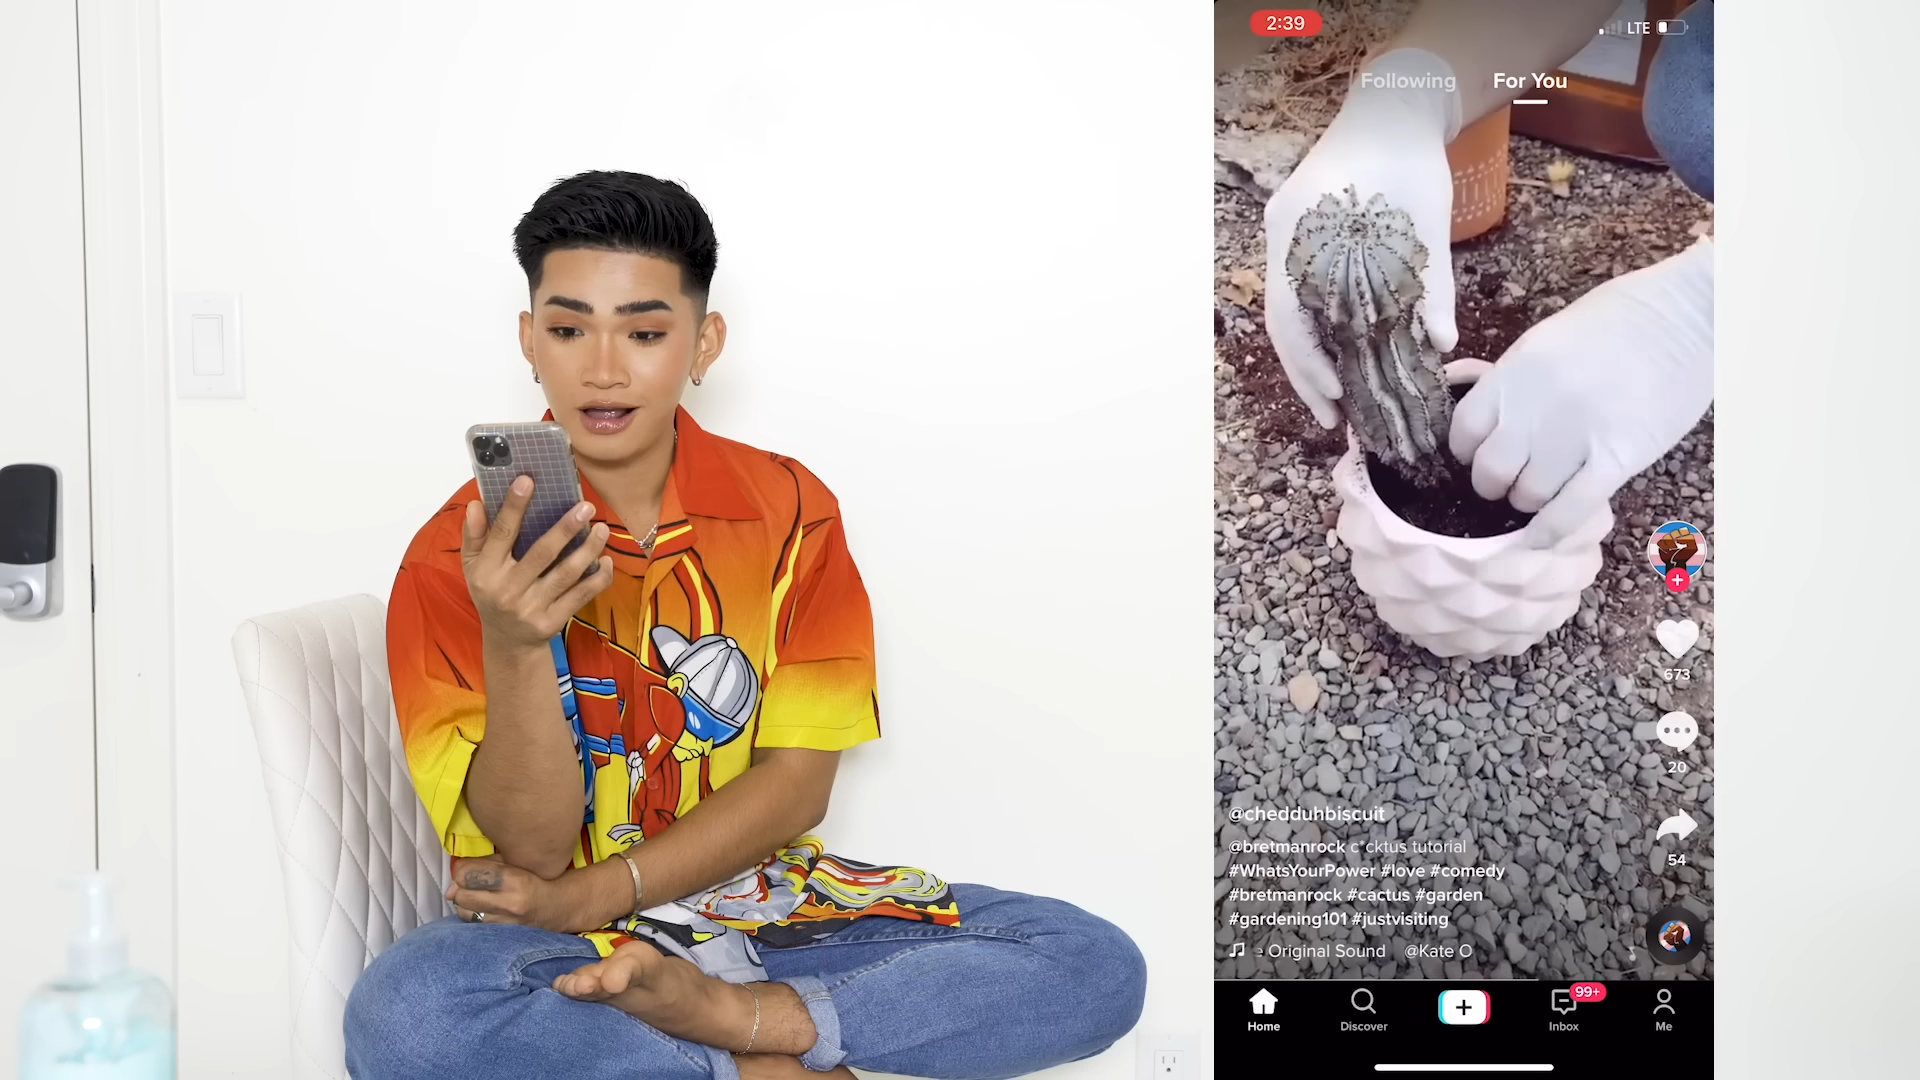 2:39
LTE
Following For You
673
20
54
@chedduhbiscuit
@bretmanrock c*cktus tutorial
#WhatsYourPower #love #comedy
#bretmanrock #cactus #garden
#gardening101 #justvisiting
Original Sound @Kate O
99+
Home Discover Inbox Me